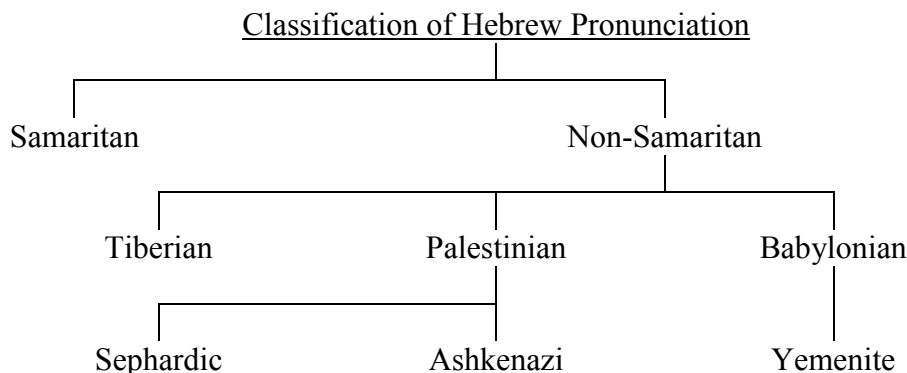 Classification of Hebrew Pronunciation
Samaritan Non-Samaritan
Tiberian Palestinian Babylonian
Sephardic Ashkenazi Yemenite